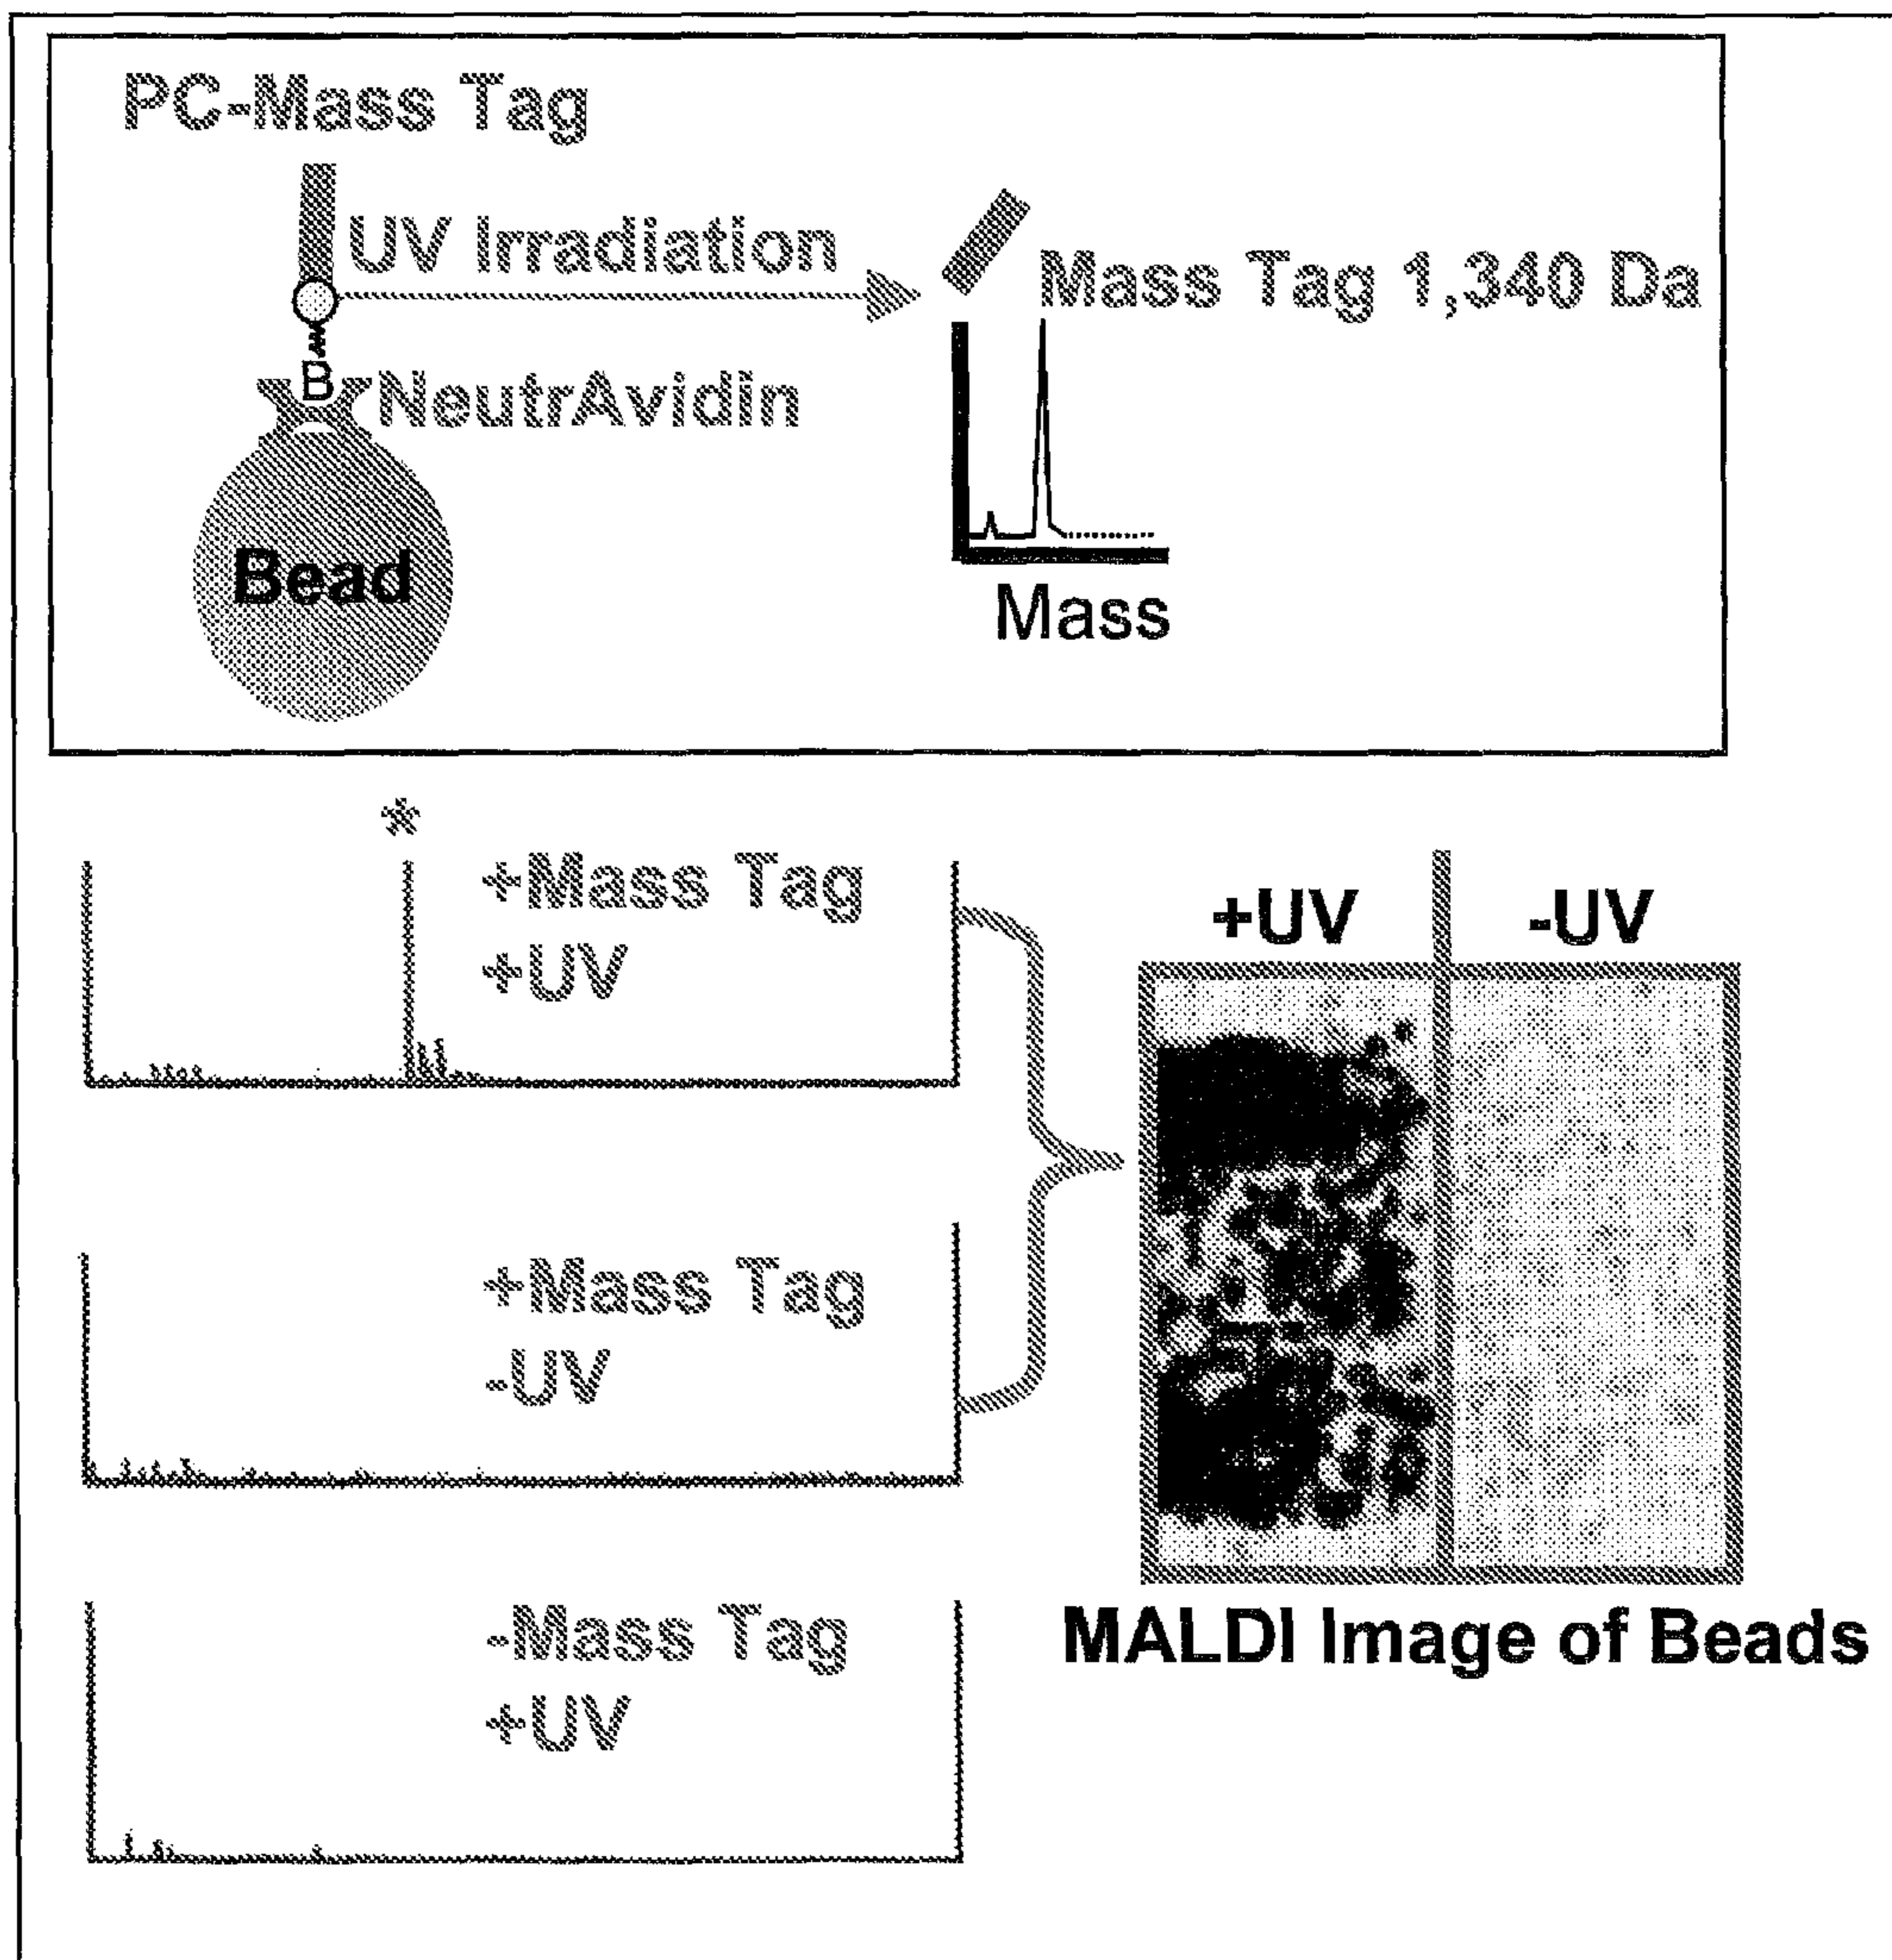 PC-Mass Tag
UV Irradiation
Mass Tag 1,340 Da
B
NeutrAvidin
Bead
Mass
*
+Mass Tag
+UV
+UV
-UV
+Mass Tag
-UV
MALDI Image of Beads
-Mass Tag
+UV